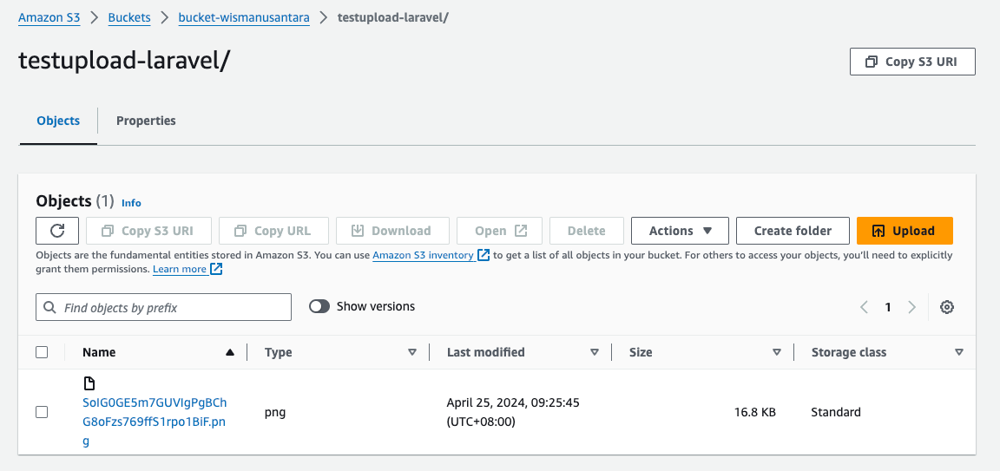 Amazon S3 > Buckets > bucket-wismanusantara > testupload-laravel/
testupload-laravel/
Copy S3 URI
Objects
Properties
Objects (1) Info
Copy S3 URI
Copy URL
Download
Open
Delete
Actions
Create folder
Upload
Objects are the fundamental entities stored in Amazon S3. You can use Amazon S3 inventory to get a list of all objects in your bucket. For others to access your objects, you'll need to explicitly
grant them permissions. Learn more
Find objects by prefix
Show versions
1
Name
Type
Last modified
Size
Storage class
SoIG0GE5m7GUVIgPgBCh
G8oFzs769ffS1rpo1BiF.pn
g
png
April 25, 2024, 09:25:45
(UTC+08:00)
16.8 KB
Standard